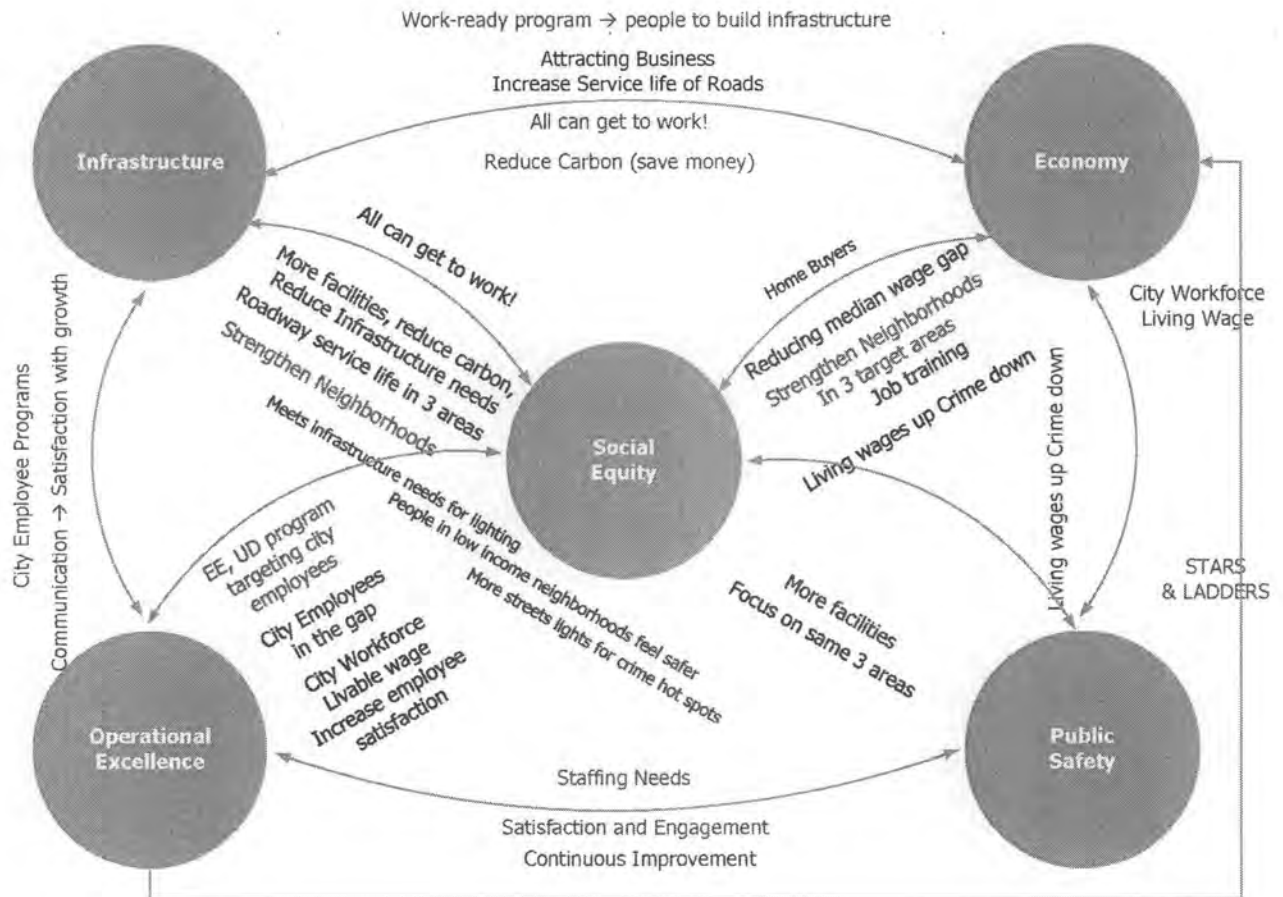 Work-ready program → people to build infrastructure
Attracting Business
Increase Service life of Roads
All can get to work!
Reduce Carbon (save money)
Infrastructure
Economy
All can get to work!
More facilities, reduce carbon,
Reduce Infrastructure needs
Roadway service life in 3 areas
Strengthen Neighborhoods
Home Buyers
Reducing median wage gap
Strengthen Neighborhoods
In 3 target areas
Job training
Living wages up Crime down
City Workforce
Living Wage
City Employee Programs
Communication → Satisfaction with growth
Social
Equity
Meets infrastructure needs for lighting
People in low income neighborhoods feel safer
More streets lights for crime hot spots
Living wages up Crime down
STARS
& LADDERS
EE, UD program
targeting city
employees
City Employees
in the gap
City Workforce
Livable wage
Increase employee
satisfaction
More facilities
Focus on same 3 areas
Operational
Excellence
Public
Safety
Staffing Needs
Satisfaction and Engagement
Continuous Improvement